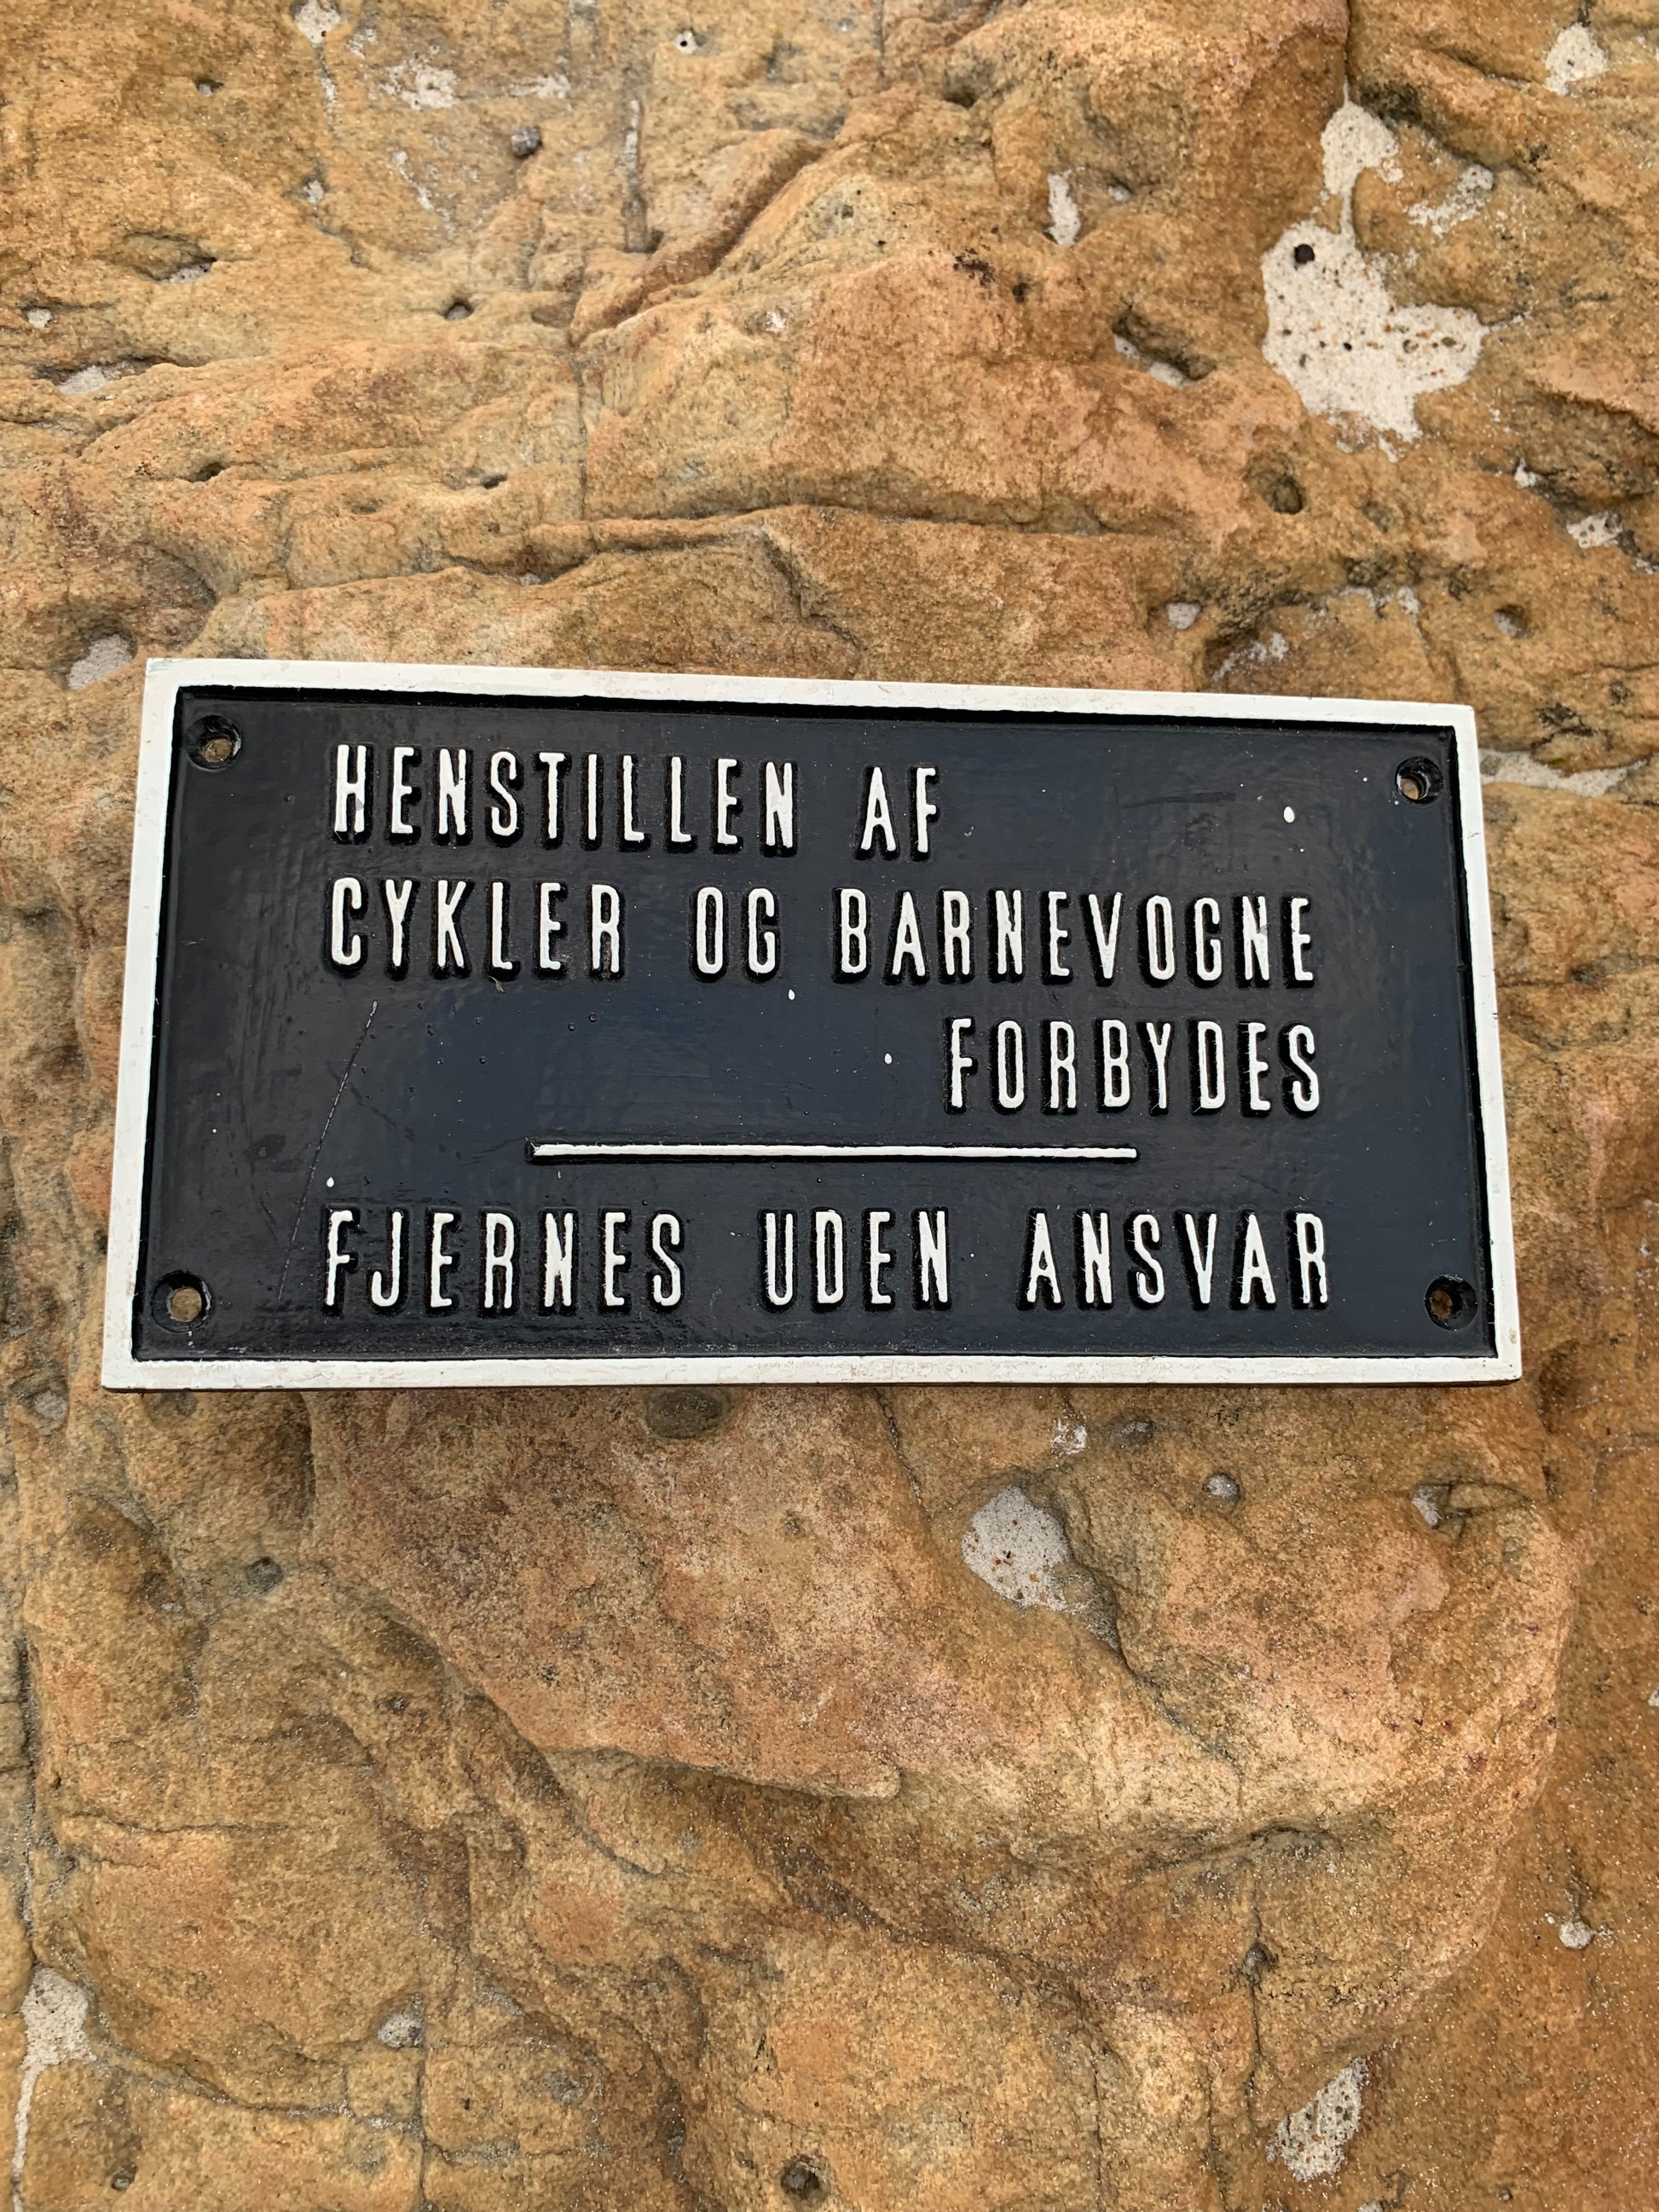 HENSTILLEN AF
CYKLER OG BARNEVOGNE
FORBYDES
FJERNES UDEN ANSVAR